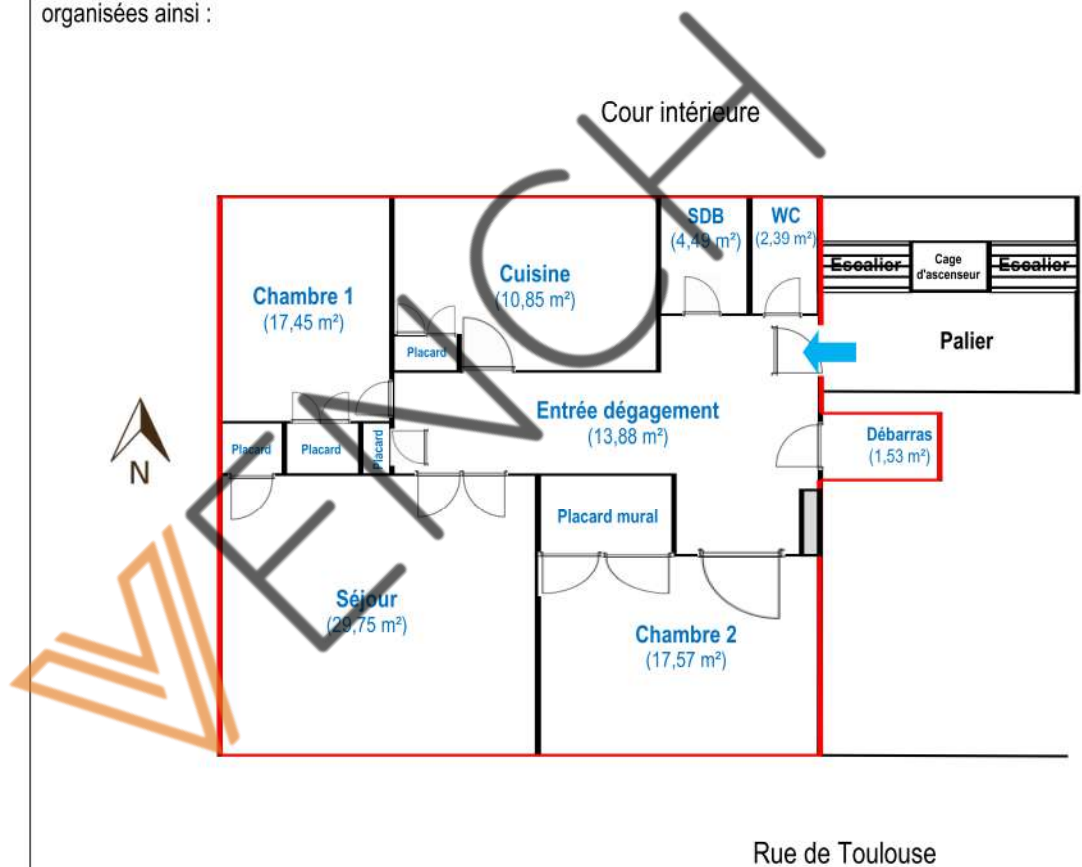 organisées ainsi :
Cour intérieure
SDB
(4,49 m²)
WC
(2,39 m²)
Escalier
Cage
d'ascenseur
Escalier
Cuisine
(10,85 m²)
Chambre 1
(17,45 m²)
Placard
Palier
Entrée dégagement
(13,88 m²)
Débarras
(1,53 m²)
Placard
Placard
Placard
N
Placard mural
Séjour
(29,75 m²)
Chambre 2
(17,57 m²)
Rue de Toulouse
VENCH